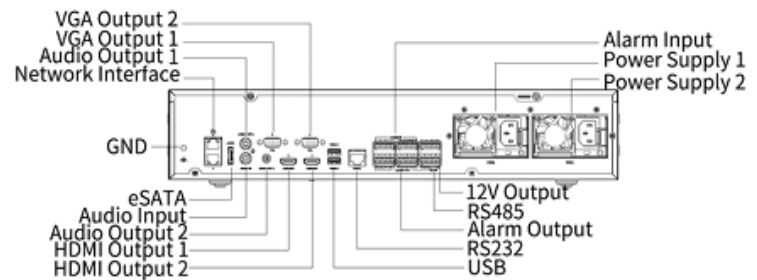 VGA Output 2
VGA Output 1
Audio Output 1
Network Interface
GND
eSATA
Audio Input
Audio Output 2
HDMI Output 1
HDMI Output 2
Alarm Input
Power Supply 1
Power Supply 2
12V Output
RS485
Alarm Output
RS232
USB